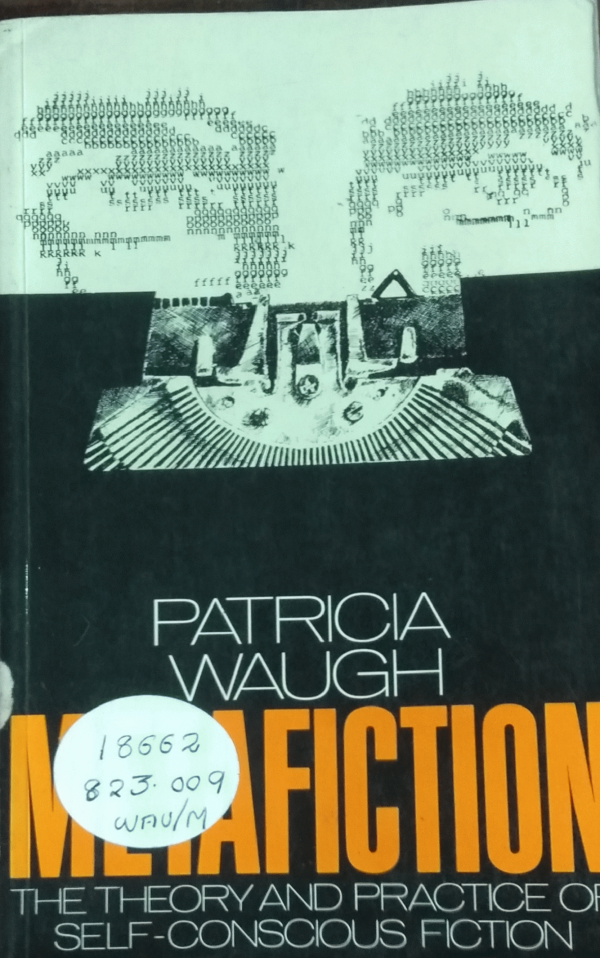 PATRICIA
WAUGH
METAFICTION
18662
823.009
WAU/M
THE THEORY AND PRACTICE OF
SELF-CONSCIOUS FICTION